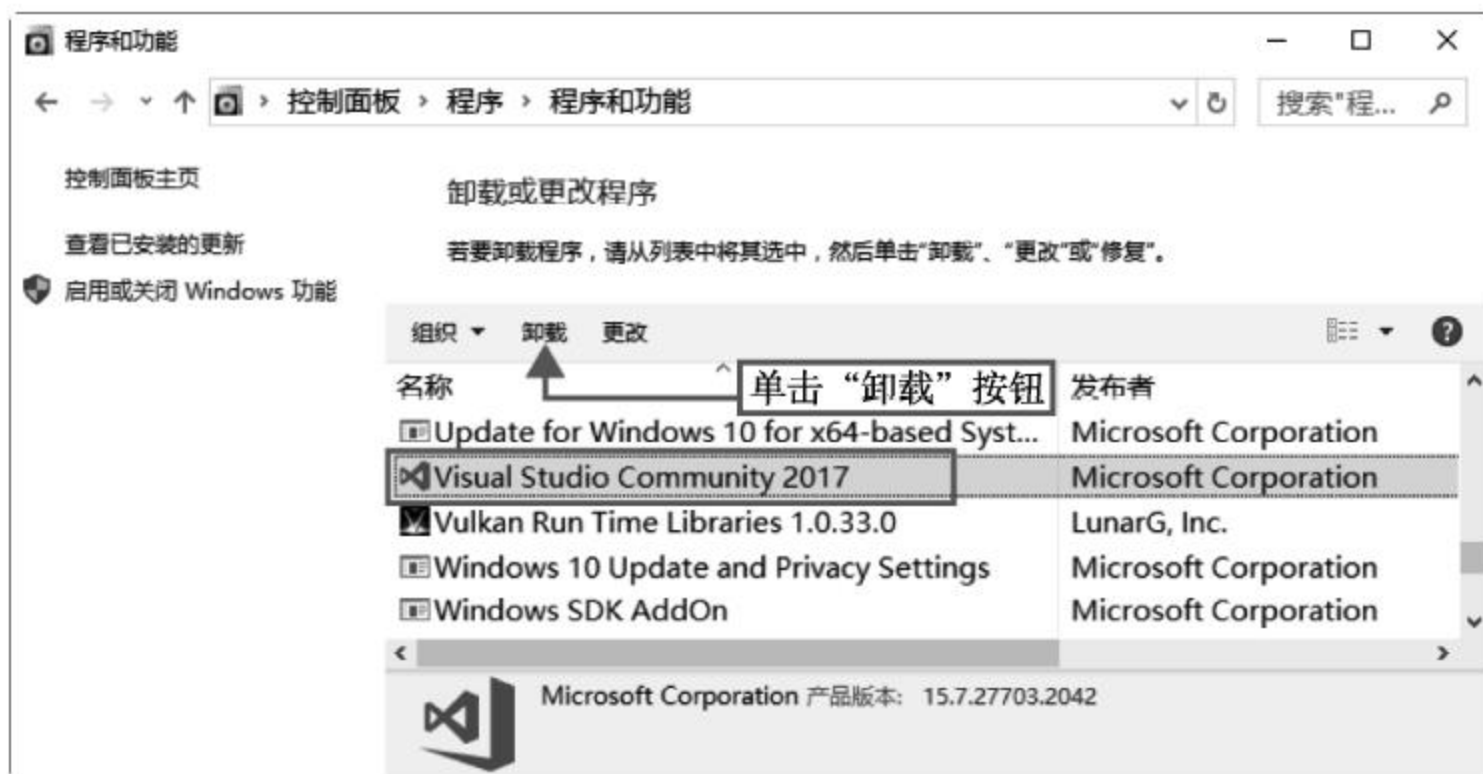 程序和功能
控制面板 › 程序 › 程序和功能 搜索"程...
控制面板主页
查看已安装的更新
启用或关闭 Windows 功能
卸载或更改程序
若要卸载程序，请从列表中将其选中，然后单击“卸载”、“更改”或“修复”。
组织 卸载 更改
单击“卸载”按钮
名称 发布者
Update for Windows 10 for x64-based Syst... Microsoft Corporation
Visual Studio Community 2017 Microsoft Corporation
Vulkan Run Time Libraries 1.0.33.0 LunarG, Inc.
Windows 10 Update and Privacy Settings Microsoft Corporation
Windows SDK AddOn Microsoft Corporation
Microsoft Corporation 产品版本: 15.7.27703.2042